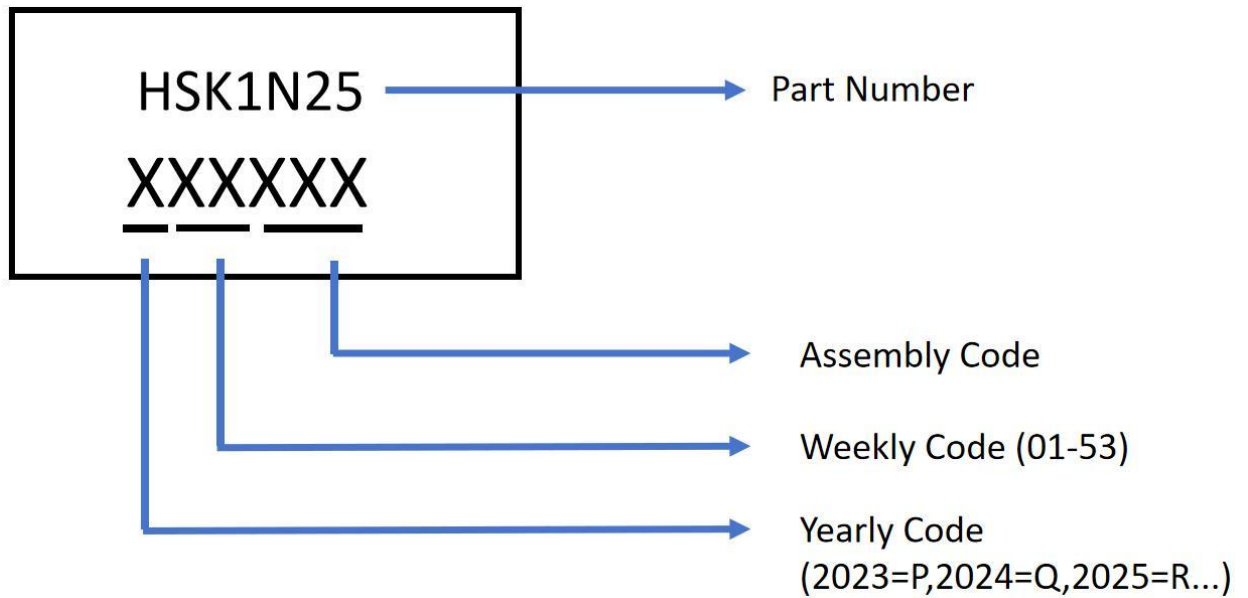 HSK1N25
Part Number
XXXXXX
Assembly Code
Weekly Code (01-53)
Yearly Code
(2023=P,2024=Q,2025=R...)